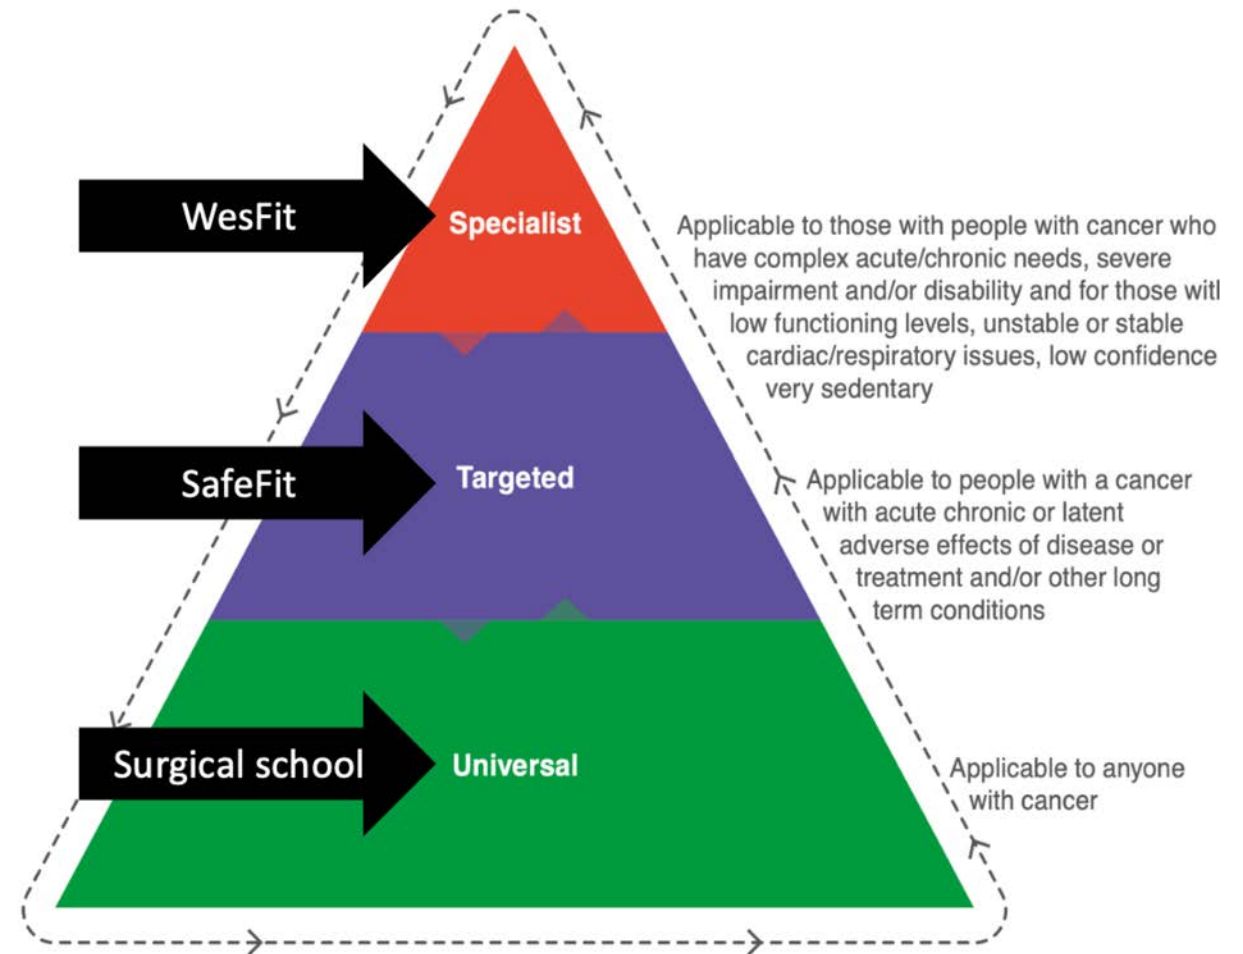 WesFit
Specialist
Applicable to those with people with cancer who
have complex acute/chronic needs, severe
impairment and/or disability and for those witl
low functioning levels, unstable or stable
cardiac/respiratory issues, low confidence
very sedentary
SafeFit
Targeted
Applicable to people with a cancer
with acute chronic or latent
adverse effects of disease or
treatment and/or other long
term conditions
Surgical school
Universal
Applicable to anyone
with cancer